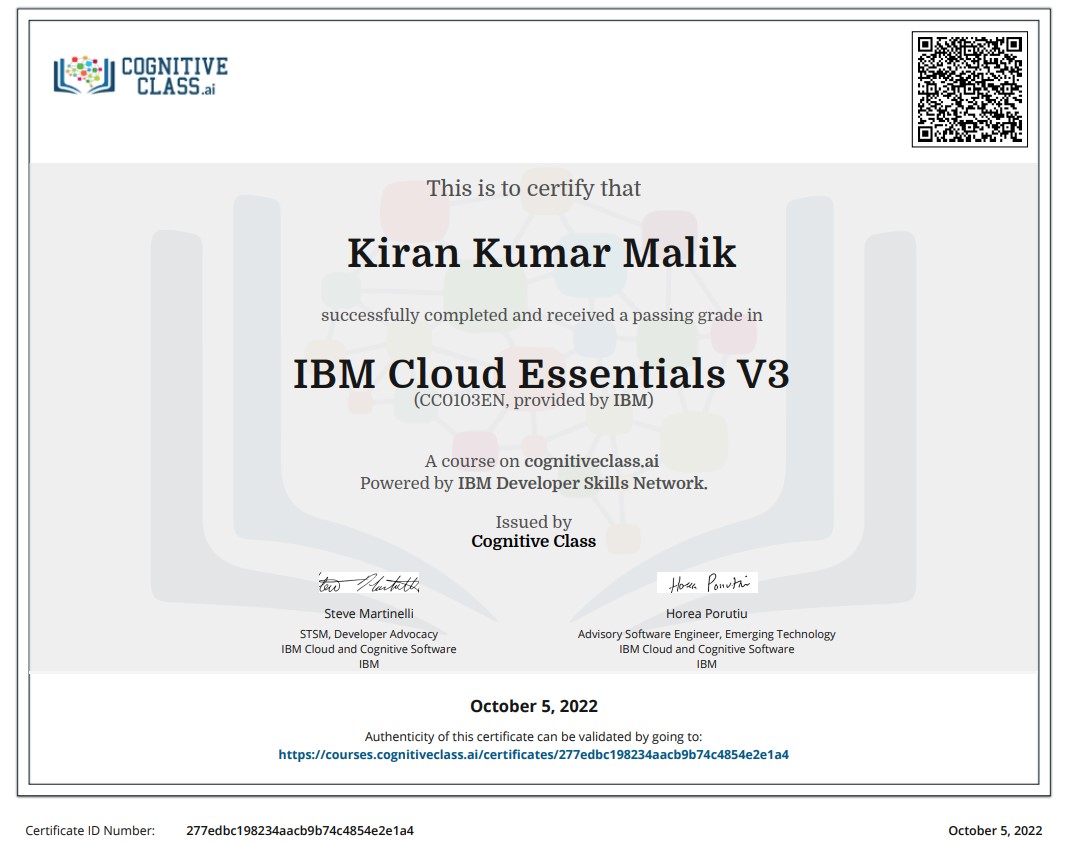 COGNITIVE
CLASS.ai
This is to certify that
Kiran Kumar Malik
successfully completed and received a passing grade in
IBM Cloud Essentials V3
(CC0103EN, provided by IBM)
A course on cognitiveclass.ai
Powered by IBM Developer Skills Network.
Issued by
Cognitive Class
Steve Martinelli
STSM, Developer Advocacy
IBM Cloud and Cognitive Software
IBM
Horea Porutiu
Horea Porutiu
Advisory Software Engineer, Emerging Technology
IBM Cloud and Cognitive Software
IBM
October 5, 2022
Authenticity of this certificate can be validated by going to:
https://courses.cognitiveclass.ai/certificates/277edbc198234aacb9b74c4854e2e1a4
Certificate ID Number: 277edbc198234aacb9b74c4854e2e1a4
October 5, 2022